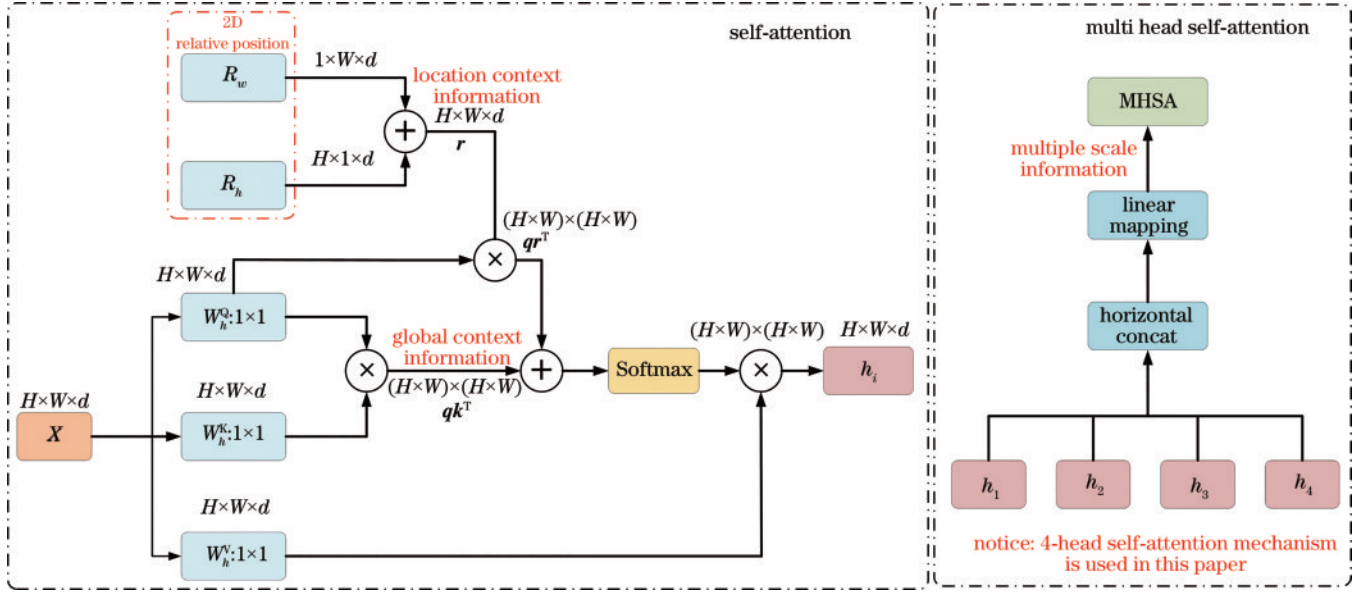 2D
relative position
self-attention
R_w
1×W×d
location context
information
H×W×d
r
R_h
H×1×d
(H×W)×(H×W)
qr^T
H×W×d
W_h^Q:1×1
global context
information
(H×W)×(H×W)
qk^T
Softmax
(H×W)×(H×W)
H×W×d
h_i
H×W×d
X
H×W×d
W_h^K:1×1
H×W×d
W_h^V:1×1
multi head self-attention
MHSA
multiple scale
information
linear
mapping
horizontal
concat
h_1
h_2
h_3
h_4
notice: 4-head self-attention mechanism
is used in this paper